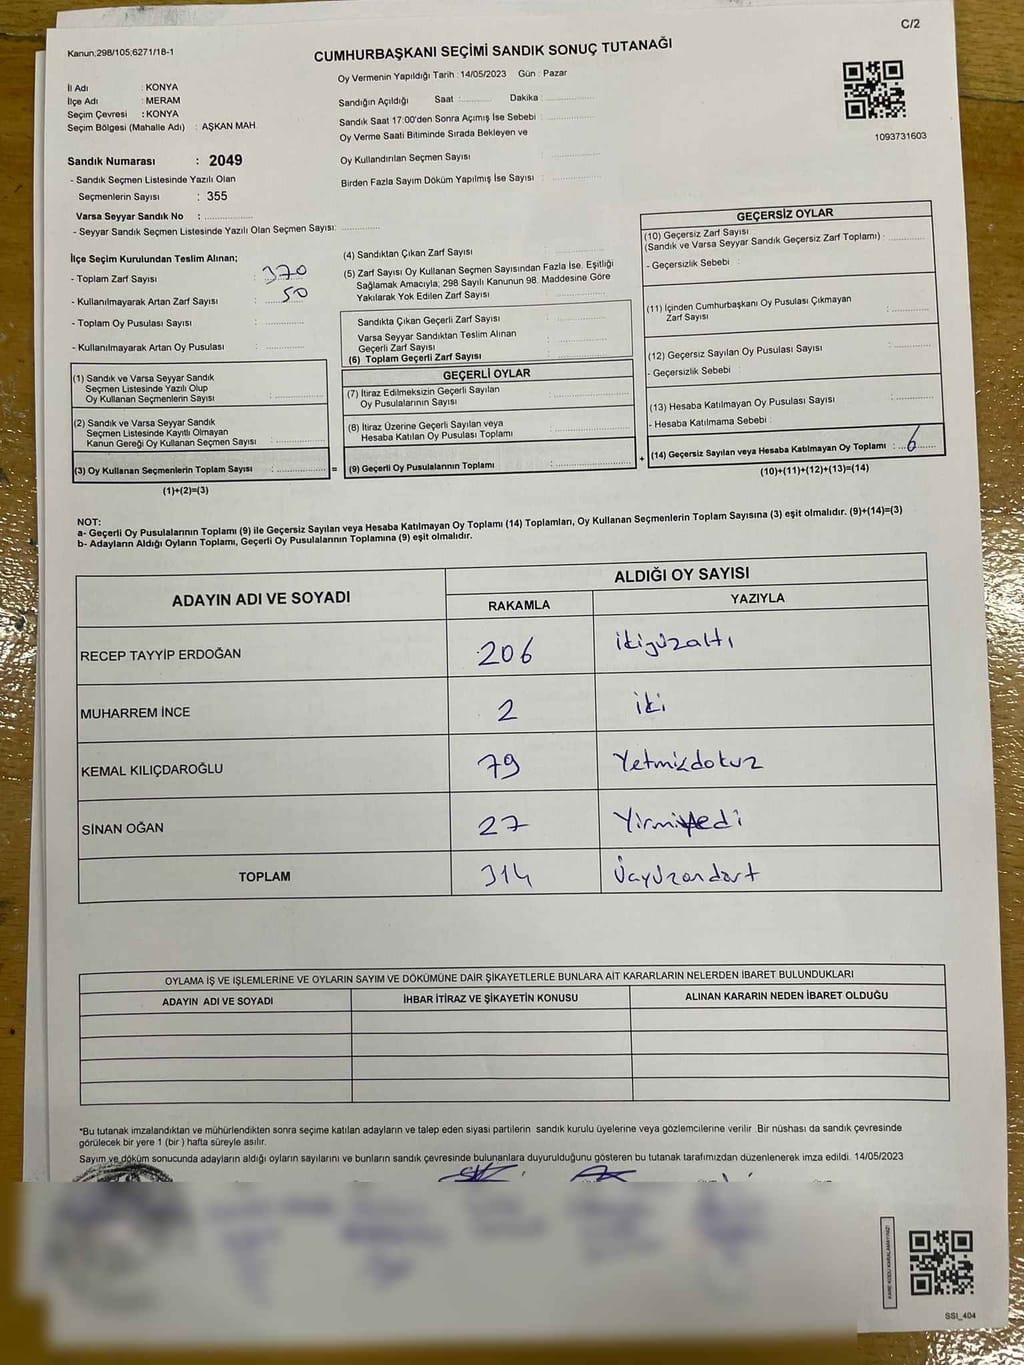 C/2
Kanun:298/105;6271/18-1
CUMHURBAŞKANI SEÇİMİ SANDIK SONUÇ TUTANAĞI
Oy Vermenin Yapıldığı Tarih : 14/05/2023 Gün : Pazar
İl Adı : KONYA
İlçe Adı : MERAM
Seçim Çevresi : KONYA
Seçim Bölgesi (Mahalle Adı) : AŞKAN MAH.
Sandığın Açıldığı Saat : Dakika :
Sandık Saat 17:00'den Sonra Açımış İse Sebebi :
Oy Verme Saati Bitiminde Sırada Bekleyen ve
Oy Kullandırılan Seçmen Sayısı :
Birden Fazla Sayım Döküm Yapılmış İse Sayısı :
1093731603
Sandık Numarası : 2049
- Sandık Seçmen Listesinde Yazılı Olan
Seçmenlerin Sayısı : 355
Varsa Seyyar Sandık No :
- Seyyar Sandık Seçmen Listesinde Yazılı Olan Seçmen Sayısı:
İlçe Seçim Kurulundan Teslim Alınan;
- Toplam Zarf Sayısı : 370
- Kullanılmayarak Artan Zarf Sayısı : 50
- Toplam Oy Pusulası Sayısı :
- Kullanılmayarak Artan Oy Pusulası :
(1) Sandık ve Varsa Seyyar Sandık
Seçmen Listesinde Yazılı Olup
Oy Kullanan Seçmenlerin Sayısı :
(2) Sandık ve Varsa Seyyar Sandık
Seçmen Listesinde Kayıtlı Olmayan
Kanun Gereği Oy Kullanan Seçmen Sayısı :
(3) Oy Kullanan Seçmenlerin Toplam Sayısı :
(1)+(2)=(3)
(4) Sandıktan Çıkan Zarf Sayısı :
(5) Zarf Sayısı Oy Kullanan Seçmen Sayısından Fazla İse, Eşitliği
Sağlamak Amacıyla; 298 Sayılı Kanunun 98. Maddesine Göre
Yakılarak Yok Edilen Zarf Sayısı :
Sandıkta Çıkan Geçerli Zarf Sayısı :
Varsa Seyyar Sandıktan Teslim Alınan
Geçerli Zarf Sayısı :
(6) Toplam Geçerli Zarf Sayısı :
GEÇERLİ OYLAR
(7) İtiraz Edilmeksizin Geçerli Sayılan
Oy Pusulalarının Sayısı :
(8) İtiraz Üzerine Geçerli Sayılan veya
Hesaba Katılan Oy Pusulası Toplamı :
= (9) Geçerli Oy Pusulalarının Toplamı :
GEÇERSİZ OYLAR
(10) Geçersiz Zarf Sayısı
(Sandık ve Varsa Seyyar Sandık Geçersiz Zarf Toplamı) :
- Geçersizlik Sebebi :
(11) İçinden Cumhurbaşkanı Oy Pusulası Çıkmayan
Zarf Sayısı :
(12) Geçersiz Sayılan Oy Pusulası Sayısı :
- Geçersizlik Sebebi :
(13) Hesaba Katılmayan Oy Pusulası Sayısı :
- Hesaba Katılmama Sebebi :
+ (14) Geçersiz Sayılan veya Hesaba Katılmayan Oy Toplamı : 6
(10)+(11)+(12)+(13)=(14)
NOT:
a- Geçerli Oy Pusulalarının Toplamı (9) ile Geçersiz Sayılan veya Hesaba Katılmayan Oy Toplamı (14) Toplamları, Oy Kullanan Seçmenlerin Toplam Sayısına (3) eşit olmalıdır. (9)+(14)=(3)
b- Adayların Aldığı Oyların Toplamı, Geçerli Oy Pusulalarının Toplamına (9) eşit olmalıdır.
ADAYIN ADI VE SOYADI ALDIĞI OY SAYISI
RAKAMLA YAZIYLA
RECEP TAYYİP ERDOĞAN 206 ikiyüzaltı
MUHARREM İNCE 2 iki
KEMAL KILIÇDAROĞLU 79 Yetmişdokuz
SİNAN OĞAN 27 Yirmiyedi
TOPLAM 314 Üçyüzondört
OYLAMA İŞ VE İŞLEMLERİNE VE OYLARIN SAYIM VE DÖKÜMÜNE DAİR ŞİKAYETLERLE BUNLARA AİT KARARLARIN NELERDEN İBARET BULUNDUKLARI
ADAYIN ADI VE SOYADI İHBAR İTİRAZ VE ŞİKAYETİN KONUSU ALINAN KARARIN NEDEN İBARET OLDUĞU
*Bu tutanak imzalandıktan ve mühürlendikten sonra seçime katılan adayların ve talep eden siyasi partilerin sandık kurulu üyelerine veya gözlemcilerine verilir. Bir nüshası da sandık çevresinde
görülecek bir yere 1 (bir ) hafta süreyle asılır.
Sayım ve döküm sonucunda adayların aldığı oyların sayılarını ve bunların sandık çevresinde bulunanlara duyurulduğunu gösteren bu tutanak tarafımızdan düzenlenerek imza edildi. 14/05/2023
KARE KODU KARALAMAYINIZ!
SSI_404